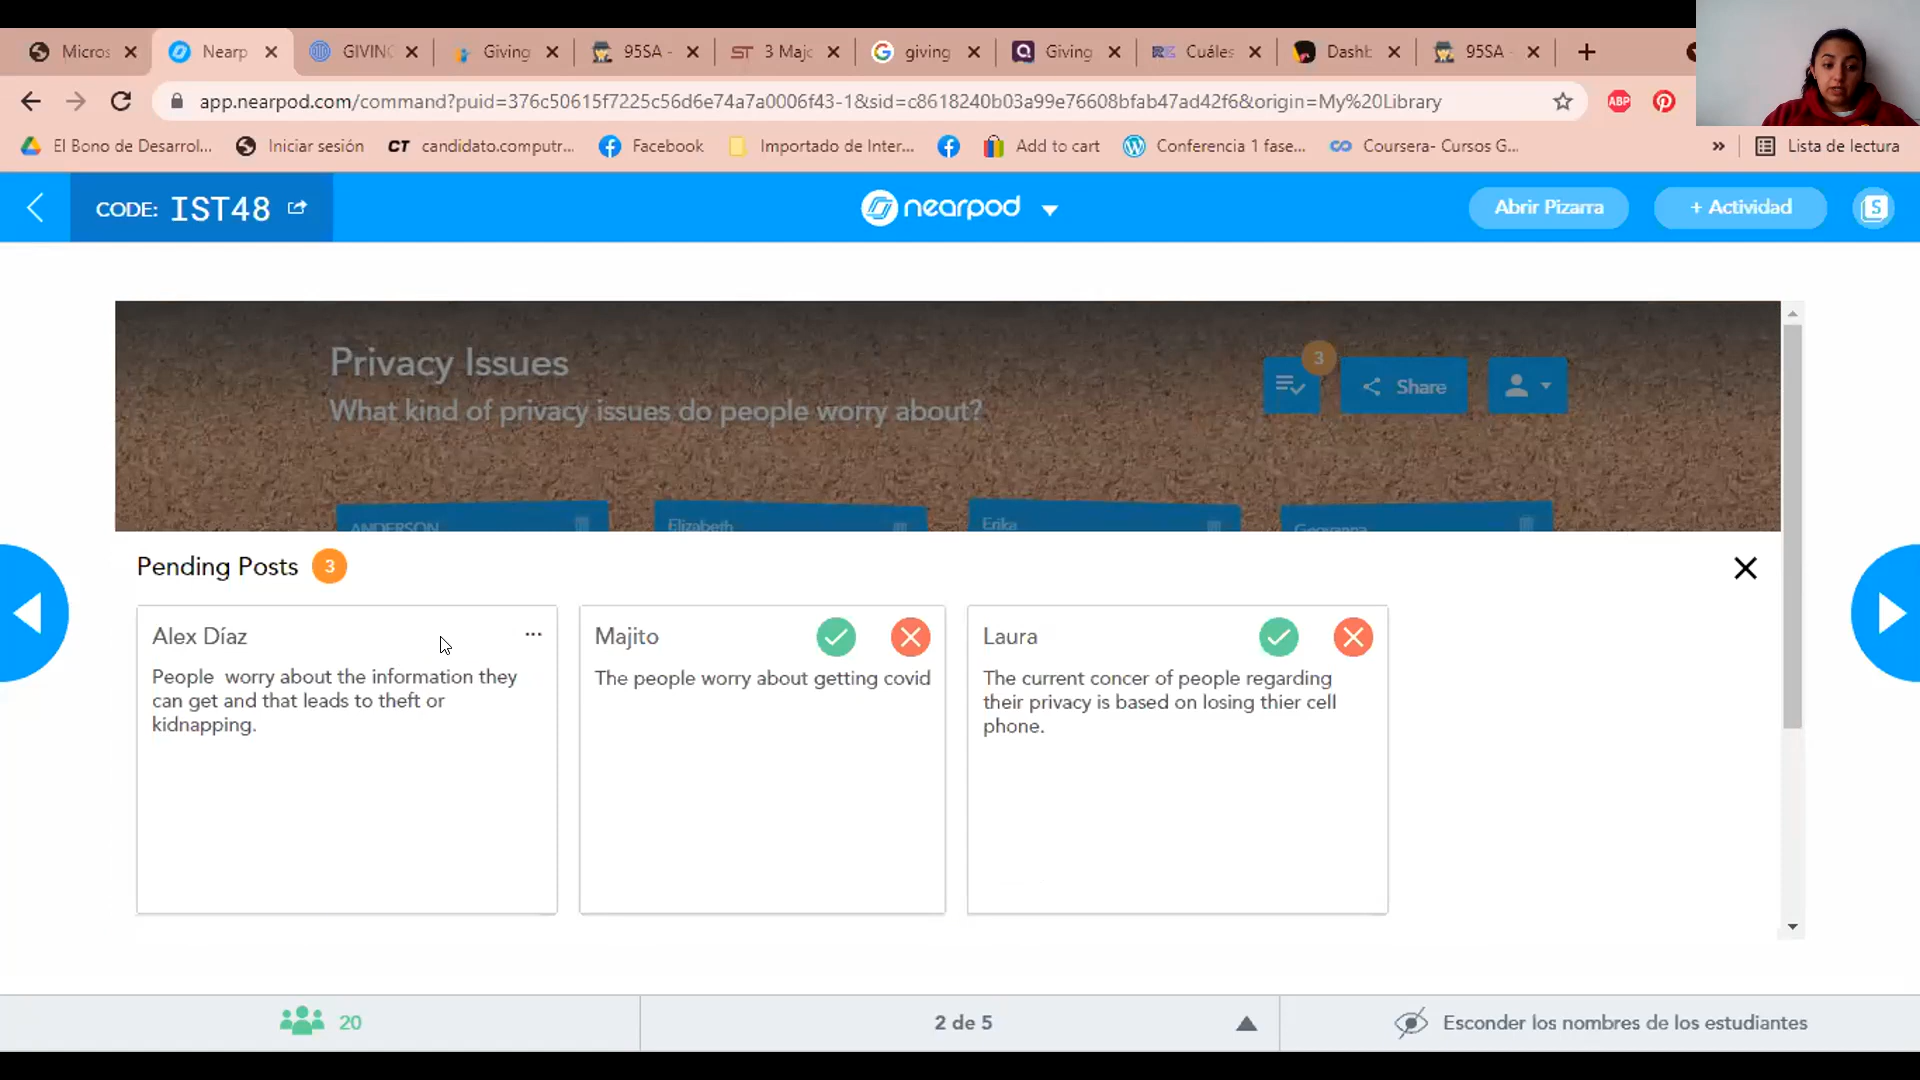 Micros
Nearp
GIVING
Giving
95SA -
3 Majo
giving
Giving
Cuáles
Dashb
95SA -
app.nearpod.com/command?puid=376c50615f7225c56d6e74a7a0006f43-1&sid=c8618240b03a99e76608bfab47ad42f6&origin=My%20Library
ABP
El Bono de Desarrol...
Iniciar sesión
CT candidato.computr...
Facebook
Importado de Inter...
Add to cart
Conferencia 1 fase...
Coursera- Cursos G...
»
Lista de lectura
CODE: IST48
nearpod
Abrir Pizarra
+ Actividad
S
Privacy Issues
What kind of privacy issues do people worry about?
3
Share
ANDERSON
Elizabeth
Erika
Geovanna
Pending Posts 3
Alex Díaz
...
People worry about the information they
can get and that leads to theft or
kidnapping.
Majito
The people worry about getting covid
Laura
The current concer of people regarding
their privacy is based on losing thier cell
phone.
20
2 de 5
Esconder los nombres de los estudiantes